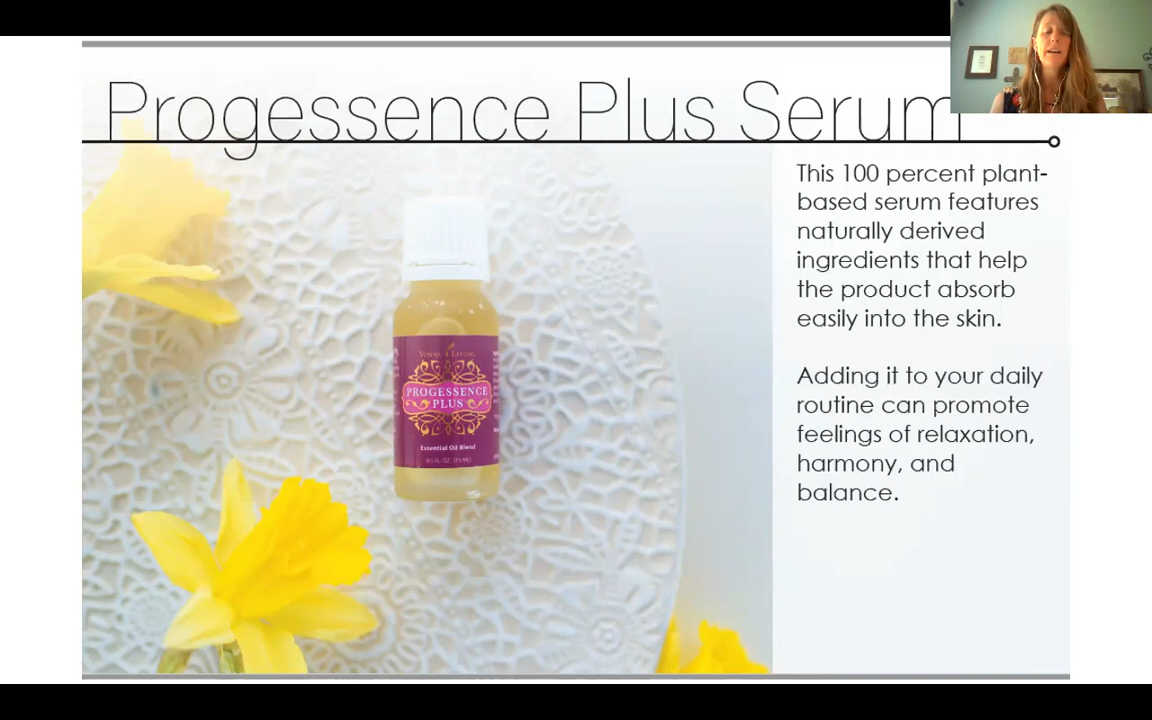 Progessence Plus Serum
This 100 percent plant-
based serum features
naturally derived
ingredients that help
the product absorb
easily into the skin.
Adding it to your daily
routine can promote
feelings of relaxation,
harmony, and
balance.
YOUNG LIVING
PROGESSENCE
PLUS
Essential Oil Blend